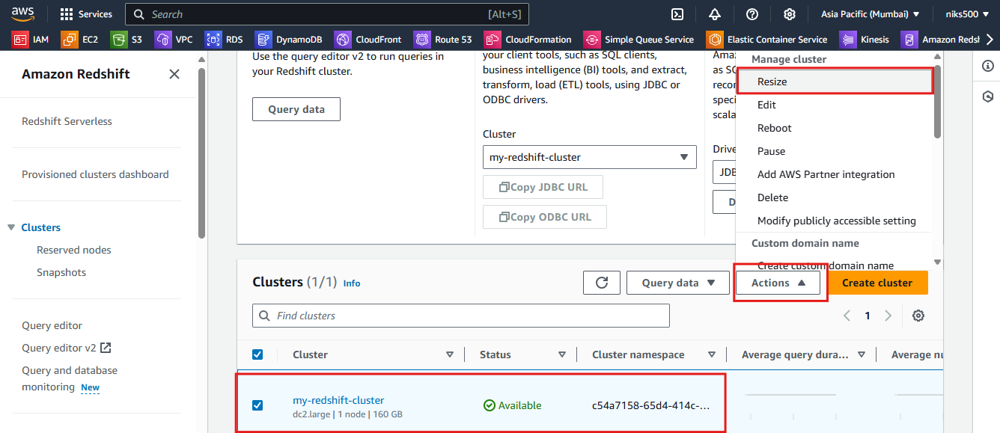 aws
Services
Search
[Alt+S]
Asia Pacific (Mumbai)
niks500
IAM
EC2
S3
VPC
RDS
DynamoDB
CloudFront
Route 53
CloudFormation
Simple Queue Service
Elastic Container Service
Kinesis
Amazon Redsh
Amazon Redshift
Redshift Serverless
Provisioned clusters dashboard
Clusters
Reserved nodes
Snapshots
Query editor
Query editor v2
Query and database
monitoring New
Use the query editor v2 to run queries in
your Redshift cluster.
Query data
your client tools, such as SQL clients,
business intelligence (BI) tools, and extract,
transform, load (ETL) tools, using JDBC or
ODBC drivers.
Cluster
my-redshift-cluster
Copy JDBC URL
Copy ODBC URL
Amaz
as SQ
recor
speci
scala
Drive
JDB
D
Manage cluster
Resize
Edit
Reboot
Pause
Add AWS Partner integration
Delete
Modify publicly accessible setting
Custom domain name
Create custom domain name
Clusters (1/1) Info
Query data
Actions
Create cluster
Find clusters
1
Cluster
Status
Cluster namespace
Average query dura...
Average nu
my-redshift-cluster
dc2.large | 1 node | 160 GB
Available
c54a7158-65d4-414c-...